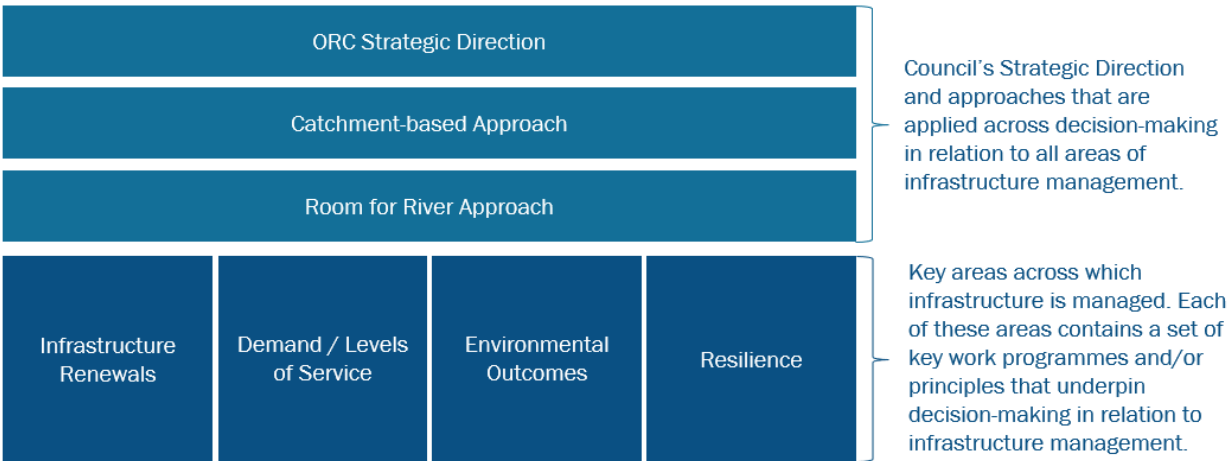 ORC Strategic Direction
Catchment-based Approach
Room for River Approach
Council's Strategic Direction
and approaches that are
applied across decision-making
in relation to all areas of
infrastructure management.
Infrastructure
Renewals
Demand / Levels
of Service
Environmental
Outcomes
Resilience
Key areas across which
infrastructure is managed. Each
of these areas contains a set of
key work programmes and/or
principles that underpin
decision-making in relation to
infrastructure management.